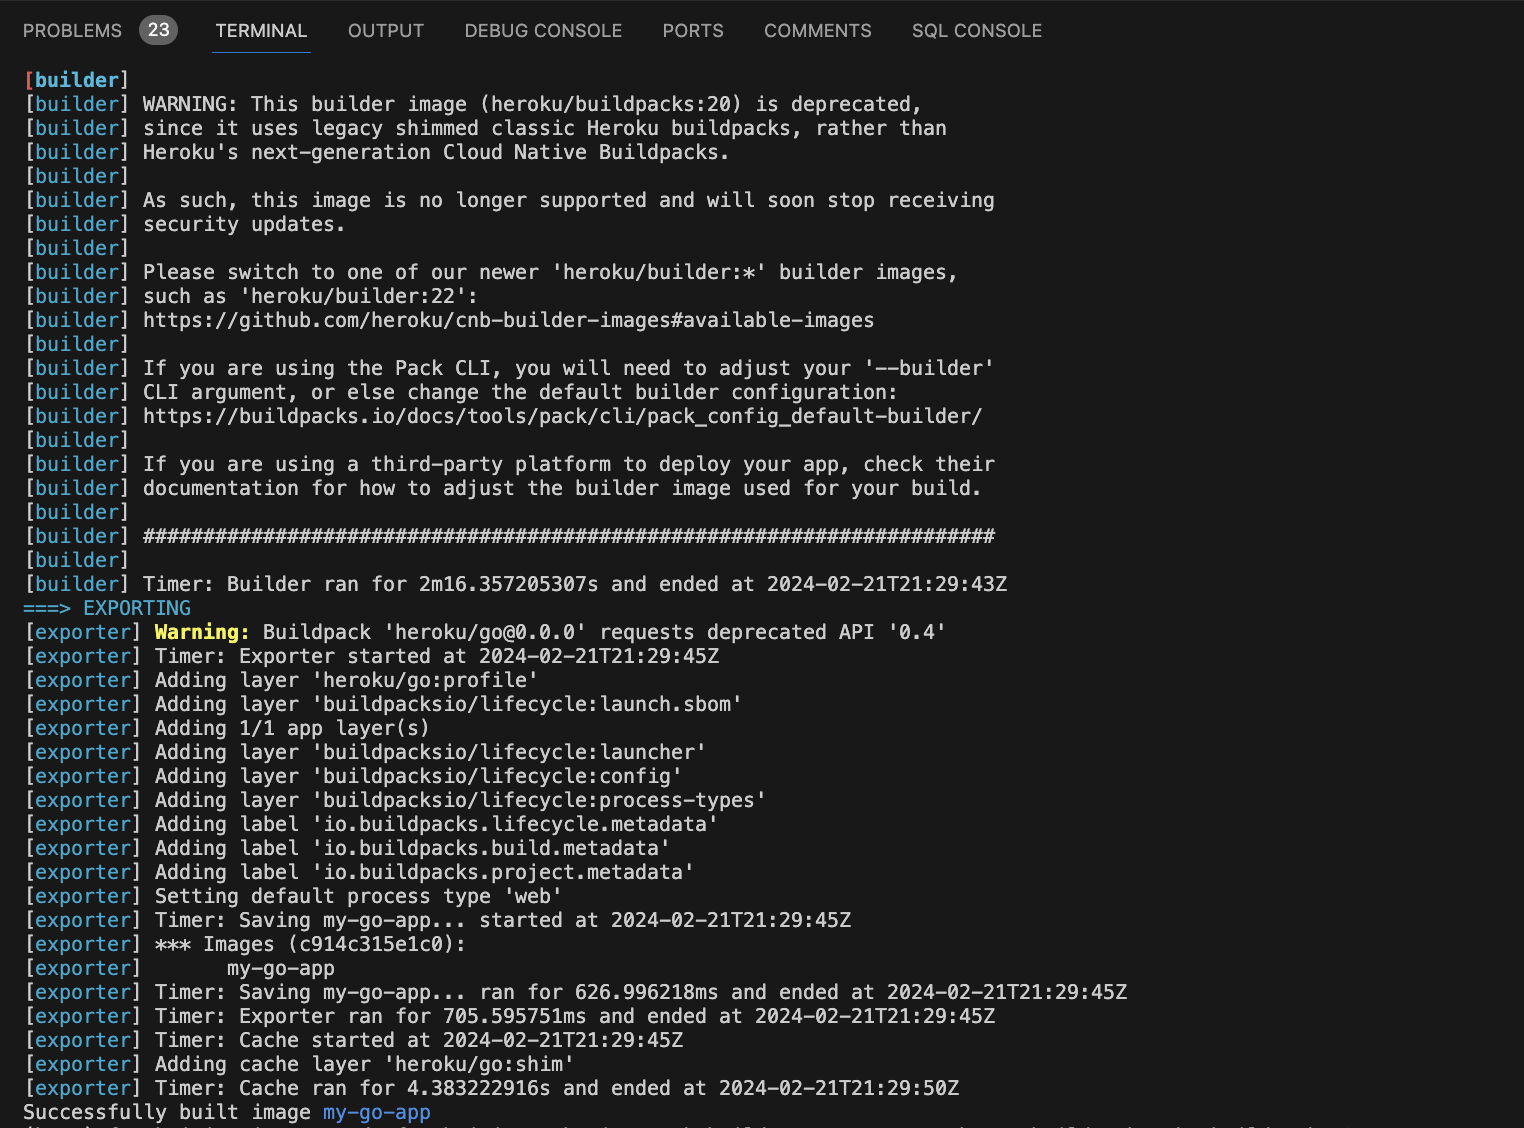 PROBLEMS 23 TERMINAL OUTPUT DEBUG CONSOLE PORTS COMMENTS SQL CONSOLE
[builder]
[builder] WARNING: This builder image (heroku/buildpacks:20) is deprecated,
[builder] since it uses legacy shimmed classic Heroku buildpacks, rather than
[builder] Heroku's next-generation Cloud Native Buildpacks.
[builder]
[builder] As such, this image is no longer supported and will soon stop receiving
[builder] security updates.
[builder]
[builder] Please switch to one of our newer 'heroku/builder:*' builder images,
[builder] such as 'heroku/builder:22':
[builder] https://github.com/heroku/cnb-builder-images#available-images
[builder]
[builder] If you are using the Pack CLI, you will need to adjust your '--builder'
[builder] CLI argument, or else change the default builder configuration:
[builder] https://buildpacks.io/docs/tools/pack/cli/pack_config_default-builder/
[builder]
[builder] If you are using a third-party platform to deploy your app, check their
[builder] documentation for how to adjust the builder image used for your build.
[builder]
[builder] #######################################################################
[builder]
[builder] Timer: Builder ran for 2m16.357205307s and ended at 2024-02-21T21:29:43Z
===> EXPORTING
[exporter] Warning: Buildpack 'heroku/go@0.0.0' requests deprecated API '0.4'
[exporter] Timer: Exporter started at 2024-02-21T21:29:45Z
[exporter] Adding layer 'heroku/go:profile'
[exporter] Adding layer 'buildpacksio/lifecycle:launch.sbom'
[exporter] Adding 1/1 app layer(s)
[exporter] Adding layer 'buildpacksio/lifecycle:launcher'
[exporter] Adding layer 'buildpacksio/lifecycle:config'
[exporter] Adding layer 'buildpacksio/lifecycle:process-types'
[exporter] Adding label 'io.buildpacks.lifecycle.metadata'
[exporter] Adding label 'io.buildpacks.build.metadata'
[exporter] Adding label 'io.buildpacks.project.metadata'
[exporter] Setting default process type 'web'
[exporter] Timer: Saving my-go-app... started at 2024-02-21T21:29:45Z
[exporter] *** Images (c914c315e1c0):
[exporter]       my-go-app
[exporter] Timer: Saving my-go-app... ran for 626.996218ms and ended at 2024-02-21T21:29:45Z
[exporter] Timer: Exporter ran for 705.595751ms and ended at 2024-02-21T21:29:45Z
[exporter] Timer: Cache started at 2024-02-21T21:29:45Z
[exporter] Adding cache layer 'heroku/go:shim'
[exporter] Timer: Cache ran for 4.383222916s and ended at 2024-02-21T21:29:50Z
Successfully built image my-go-app